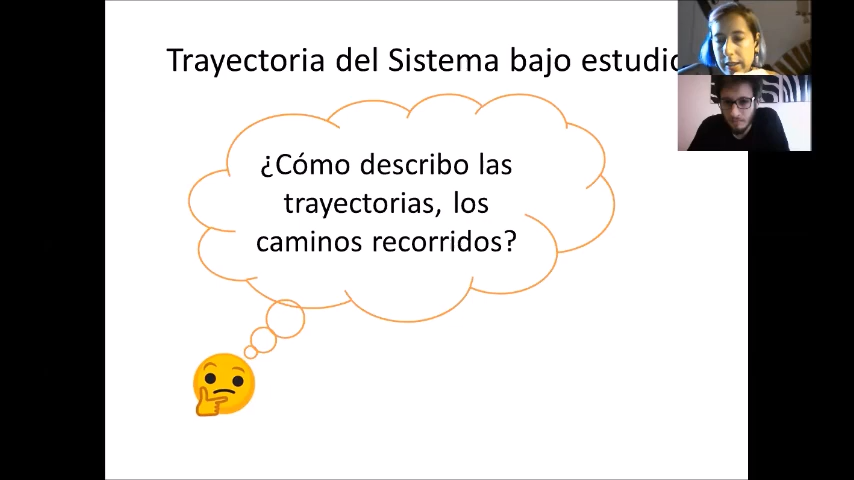 Trayectoria del Sistema bajo estudio
¿Cómo describo las
trayectorias, los
caminos recorridos?